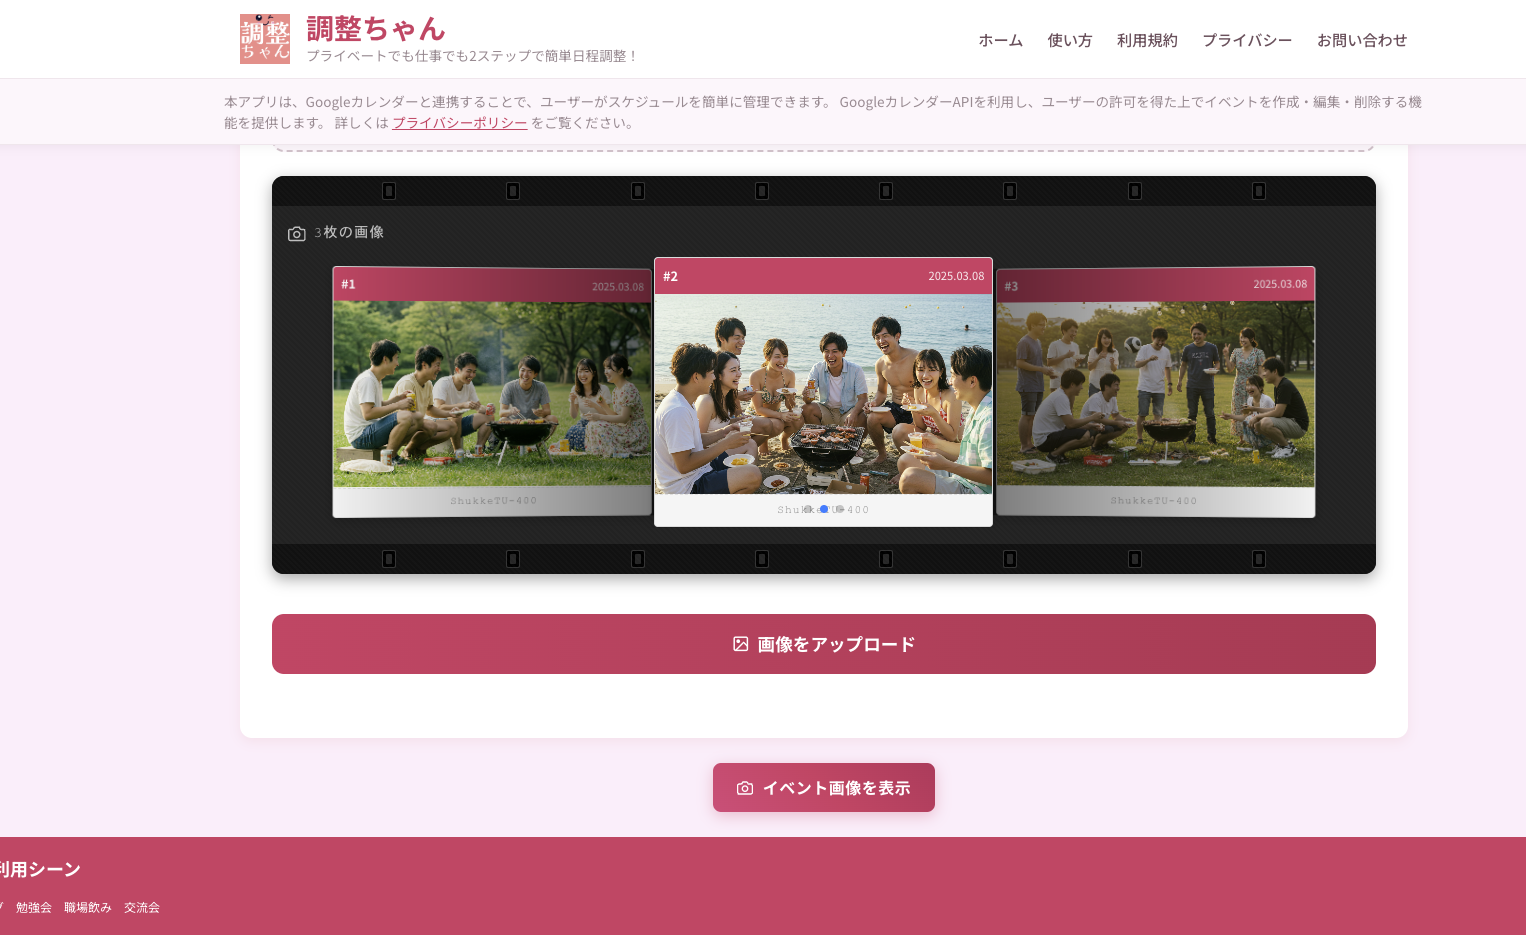 調整
ちゃん
調整ちゃん
プライベートでも仕事でも2ステップで簡単日程調整！
ホーム
使い方
利用規約
プライバシー
お問い合わせ
本アプリは、Googleカレンダーと連携することで、ユーザーがスケジュールを簡単に管理できます。 GoogleカレンダーAPIを利用し、ユーザーの許可を得た上でイベントを作成・編集・削除する機
能を提供します。 詳しくは プライバシーポリシー をご覧ください。
3枚の画像
#1
2025.03.08
ShukkeTU-400
#2
2025.03.08
ShukkeTU-400
#3
2025.03.08
ShukkeTU-400
画像をアップロード
イベント画像を表示
利用シーン
勉強会
職場飲み
交流会